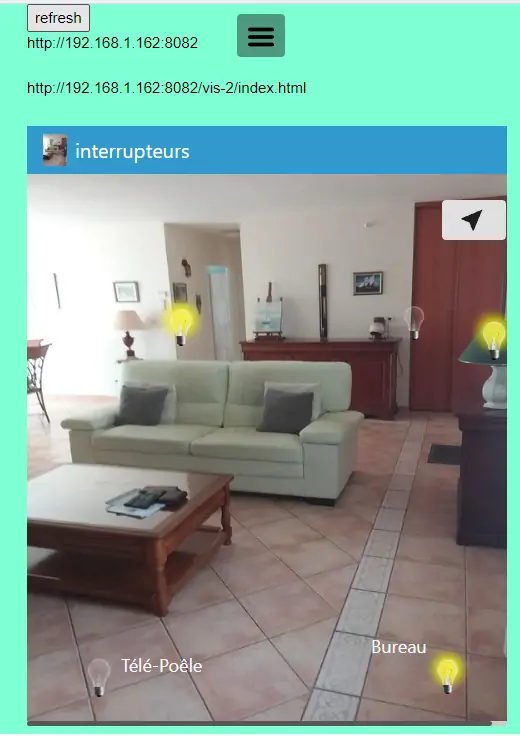 refresh
http://192.168.1.162:8082
http://192.168.1.162:8082/vis-2/index.html
interrupteurs
Bureau
Télé-Poêle